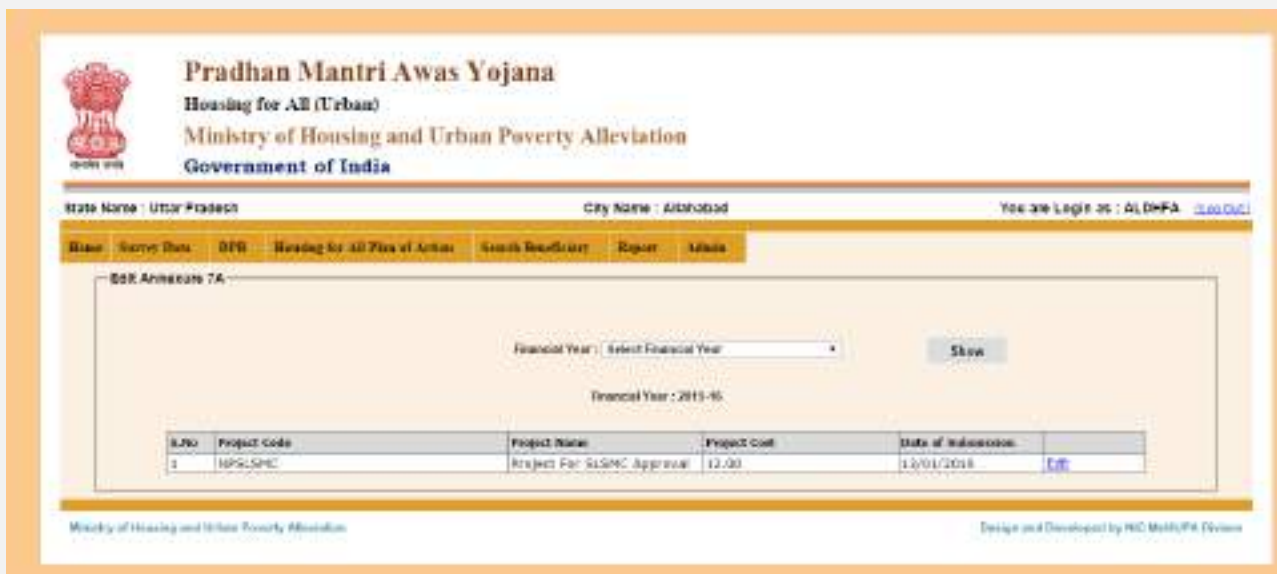 Pradhan Mantri Awas Yojana
Housing for All (Urban)
Ministry of Housing and Urban Poverty Alleviation
Government of India
State Name : Uttar Pradesh City Name : Allahabad You are Login as : ALDHFA (Log Out)
Home Survey Data DPR Housing for All Plan of Action Search Beneficiary Report Admin
Edit Annexure 7A
Financial Year : Select Financial Year Show
Financial Year : 2015-16
S.No Project Code Project Name Project Cost Date of Submission
1 Project For SLSMC Approval 12.00 Edit
Ministry of Housing and Urban Poverty Alleviation Design and Developed by NIC MoHUPA Division